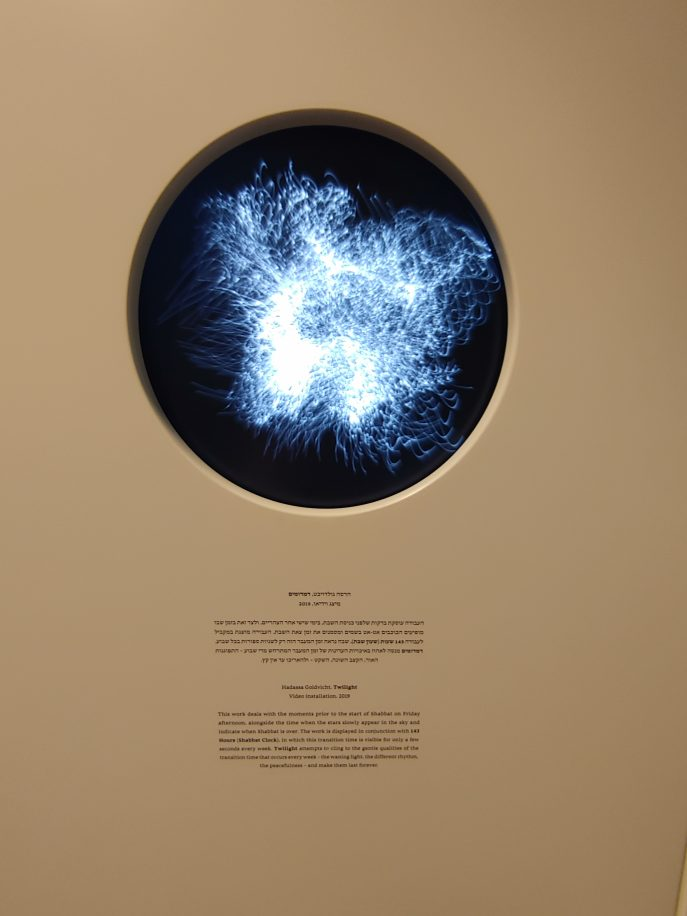 הדסה גולדויכט, דמדומים
מיצג וידיאו, 2019
העבודה עוסקת בדקות שלפני כניסת השבת, בימי שישי אחר הצהריים, ולצד זאת בזמן שבו
מופיעים הכוכבים אט-אט בשמים ומסמנים את זמן צאת השבת. העבודה מוצגת במקביל
לעבודה 143 שעות (שעון שבת), שבה נראה זמן המעבר הזה רק לשניות ספורות בכל שבוע.
דמדומים מנסה לאחוז באיכויות העדינות של זמן המעבר המתרחש מדי שבוע – התפוגגות
האור, הקצב השונה, השקט – ולהאריכו עד אין קץ.
Hadassa Goldvicht, Twilight
Video installation, 2019
This work deals with the moments prior to the start of Shabbat on Friday
afternoon, alongside the time when the stars slowly appear in the sky and
indicate when Shabbat is over. The work is displayed in conjunction with 143
Hours (Shabbat Clock), in which this transition time is visible for only a few
seconds every week. Twilight attempts to cling to the gentle qualities of the
transition time that occurs every week – the waning light, the different rhythm,
the peacefulness – and make them last forever.